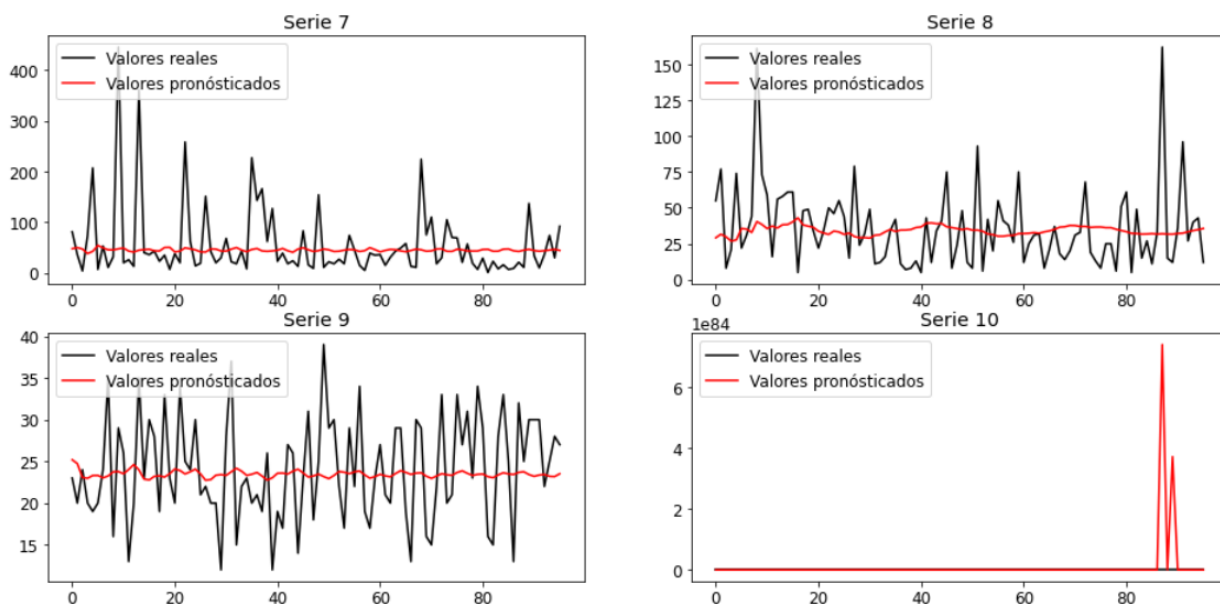 Serie 7
Valores reales
Valores pronósticados
400
300
200
100
0
0 20 40 60 80
Serie 8
Valores reales
Valores pronósticados
150
125
100
75
50
25
0
0 20 40 60 80
Serie 9
Valores reales
Valores pronósticados
40
35
30
25
20
15
0 20 40 60 80
Serie 10
1e84
Valores reales
Valores pronósticados
6
4
2
0
0 20 40 60 80